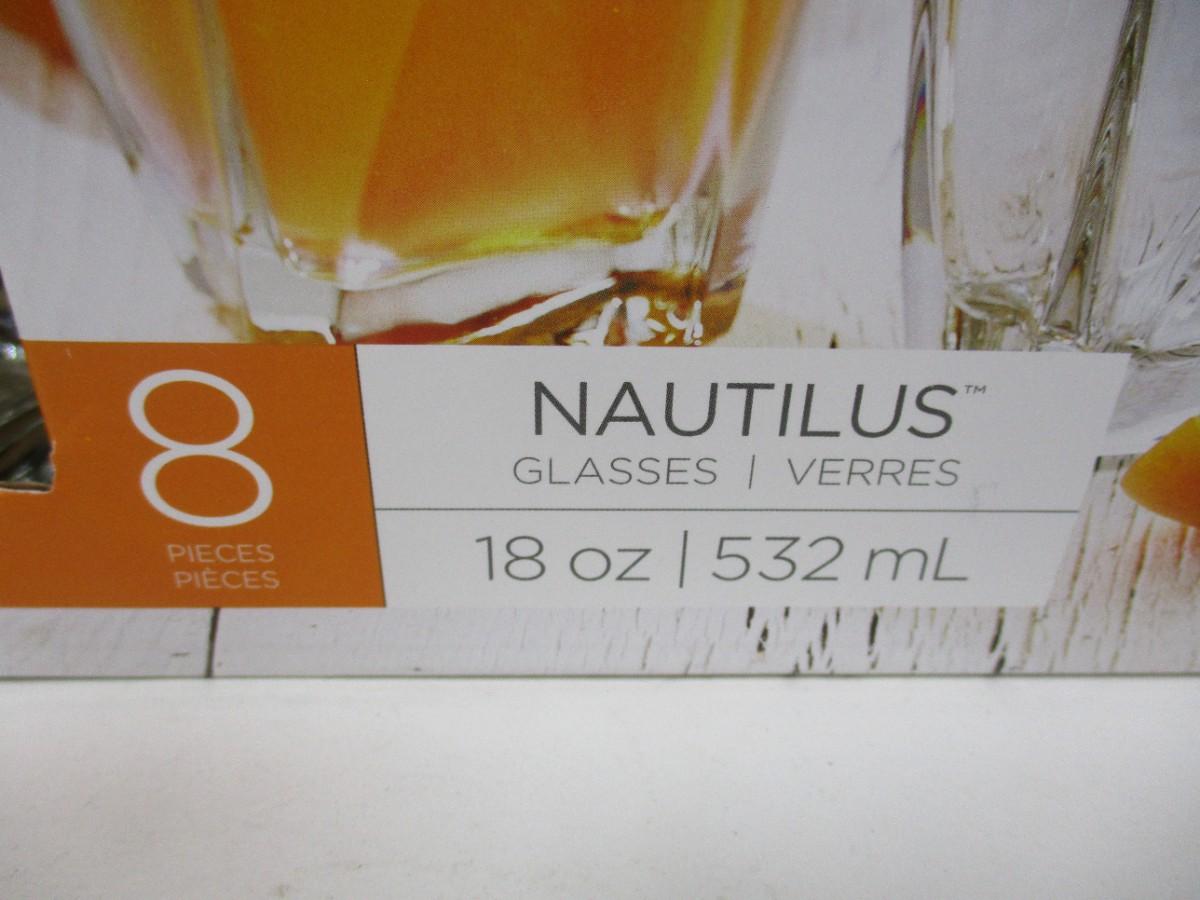 8
PIECES
PIÈCES
NAUTILUS™
GLASSES | VERRES
18 oz | 532 mL